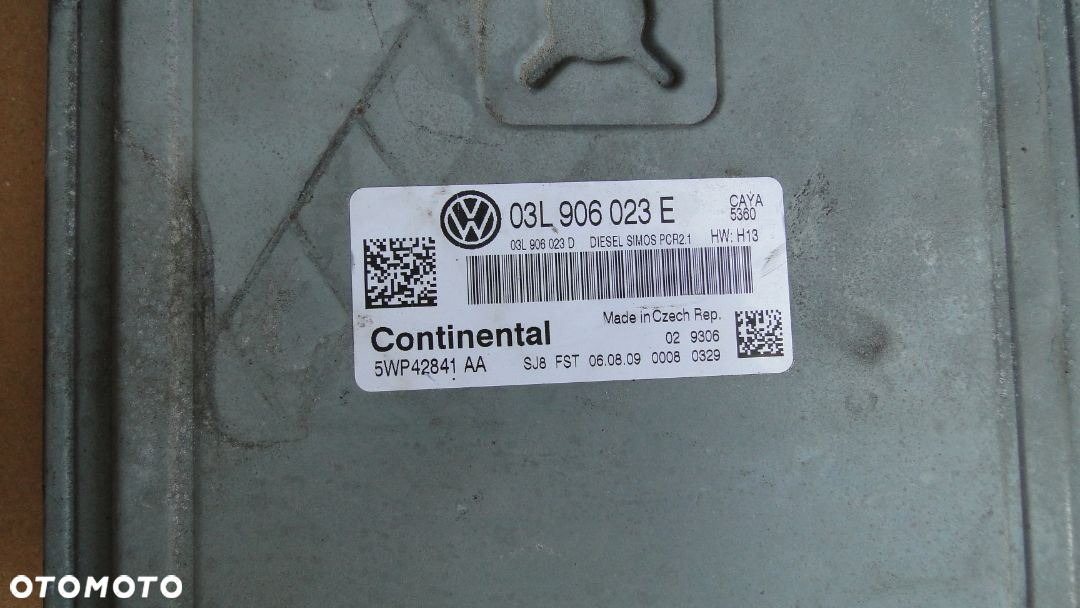 03L 906 023 E
CAYA
5360
03L 906 023 D DIESEL SIMOS PCR2.1 HW: H13
Continental
Made in Czech Rep.
02 9306
5WP42841 AA SJ8 FST 06.08.09 0008 0329
OTOMOTO